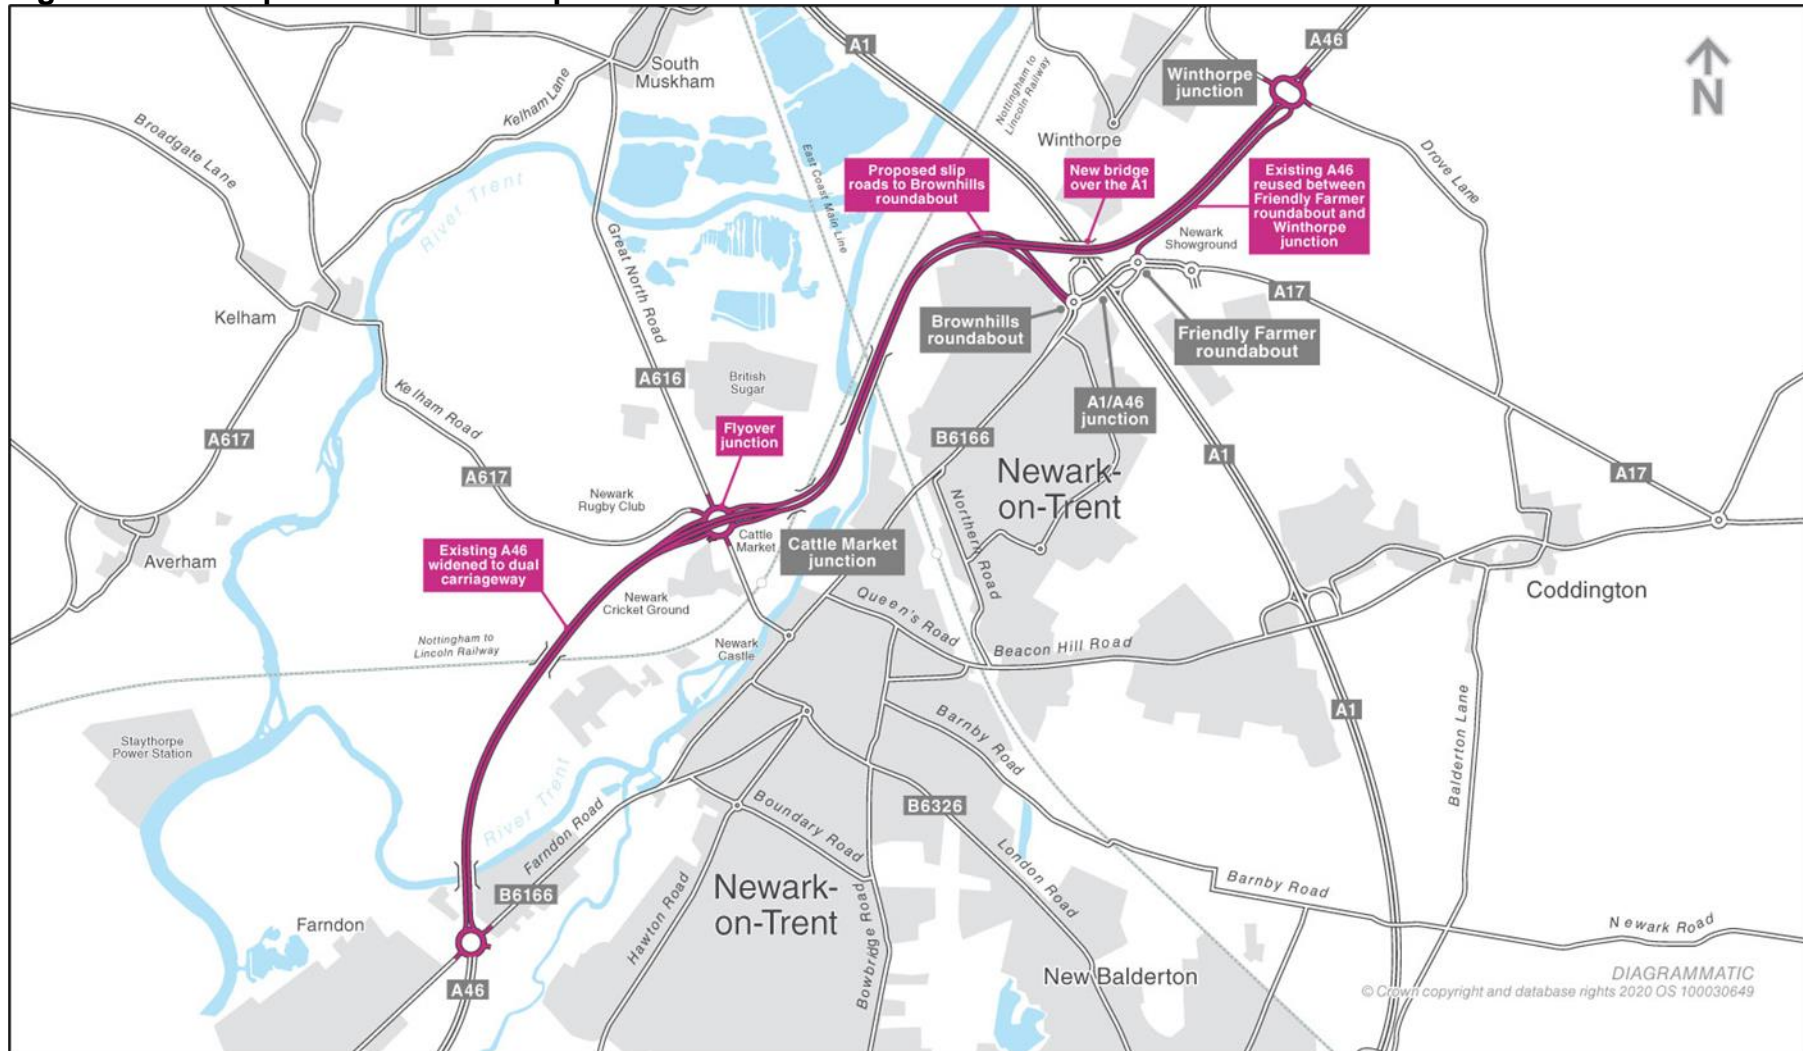 A1
A46
Winthorpe
junction
N
South
Muskham
Kelham Lane
Nottingham to
Lincoln Railway
Winthorpe
Broadgate Lane
Drove Lane
River Trent
East Coast Main Line
Proposed slip
roads to Brownhills
roundabout
New bridge
over the A1
Existing A46
reused between
Friendly Farmer
roundabout and
Winthorpe
junction
Newark
Showground
Great North Road
A17
Kelham
Brownhills
roundabout
Friendly Farmer
roundabout
A616
British
Sugar
Kelham Road
A1/A46
junction
Flyover
junction
A617
B6166
A1
A617
Newark-
on-Trent
A17
Newark
Rugby Club
Northern Road
Cattle
Market
Cattle Market
junction
Existing A46
widened to dual
carriageway
Averham
Coddington
Newark
Cricket Ground
Queen's Road
Nottingham to
Lincoln Railway
Newark
Castle
Beacon Hill Road
A1
Balderton Lane
Barnby Road
Staythorpe
Power Station
River Trent
Farndon Road
Boundary Road
B6326
London Road
B6166
Newark-
on-Trent
Barnby Road
Farndon
Hawton Road
Bowbridge Road
Newark Road
New Balderton
A46
DIAGRAMMATIC
© Crown copyright and database rights 2020 OS 100030649